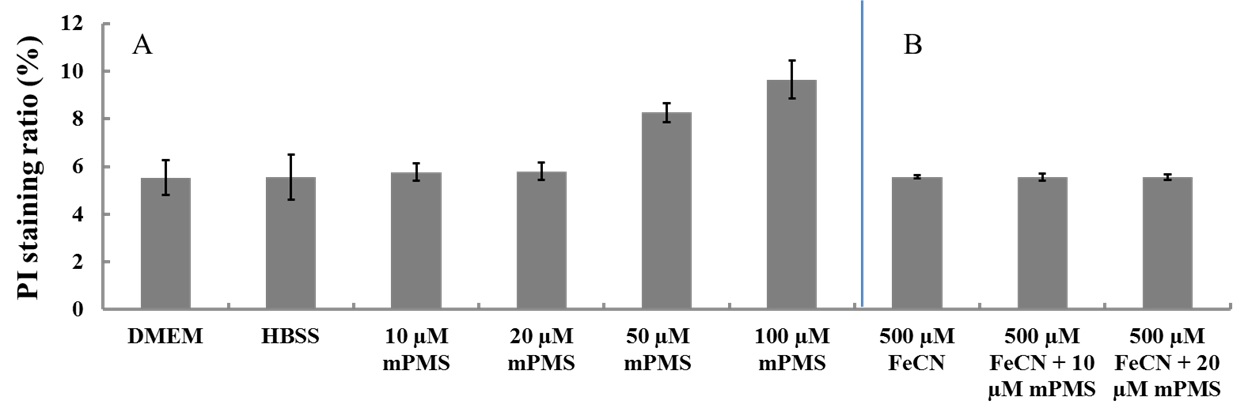 PI staining ratio (%)
12
10
8
6
4
2
0
A
B
DMEM
HBSS
10 µM
mPMS
20 µM
mPMS
50 µM
mPMS
100 µM
mPMS
500 µM
FeCN
500 µM
FeCN + 10
µM mPMS
500 µM
FeCN + 20
µM mPMS